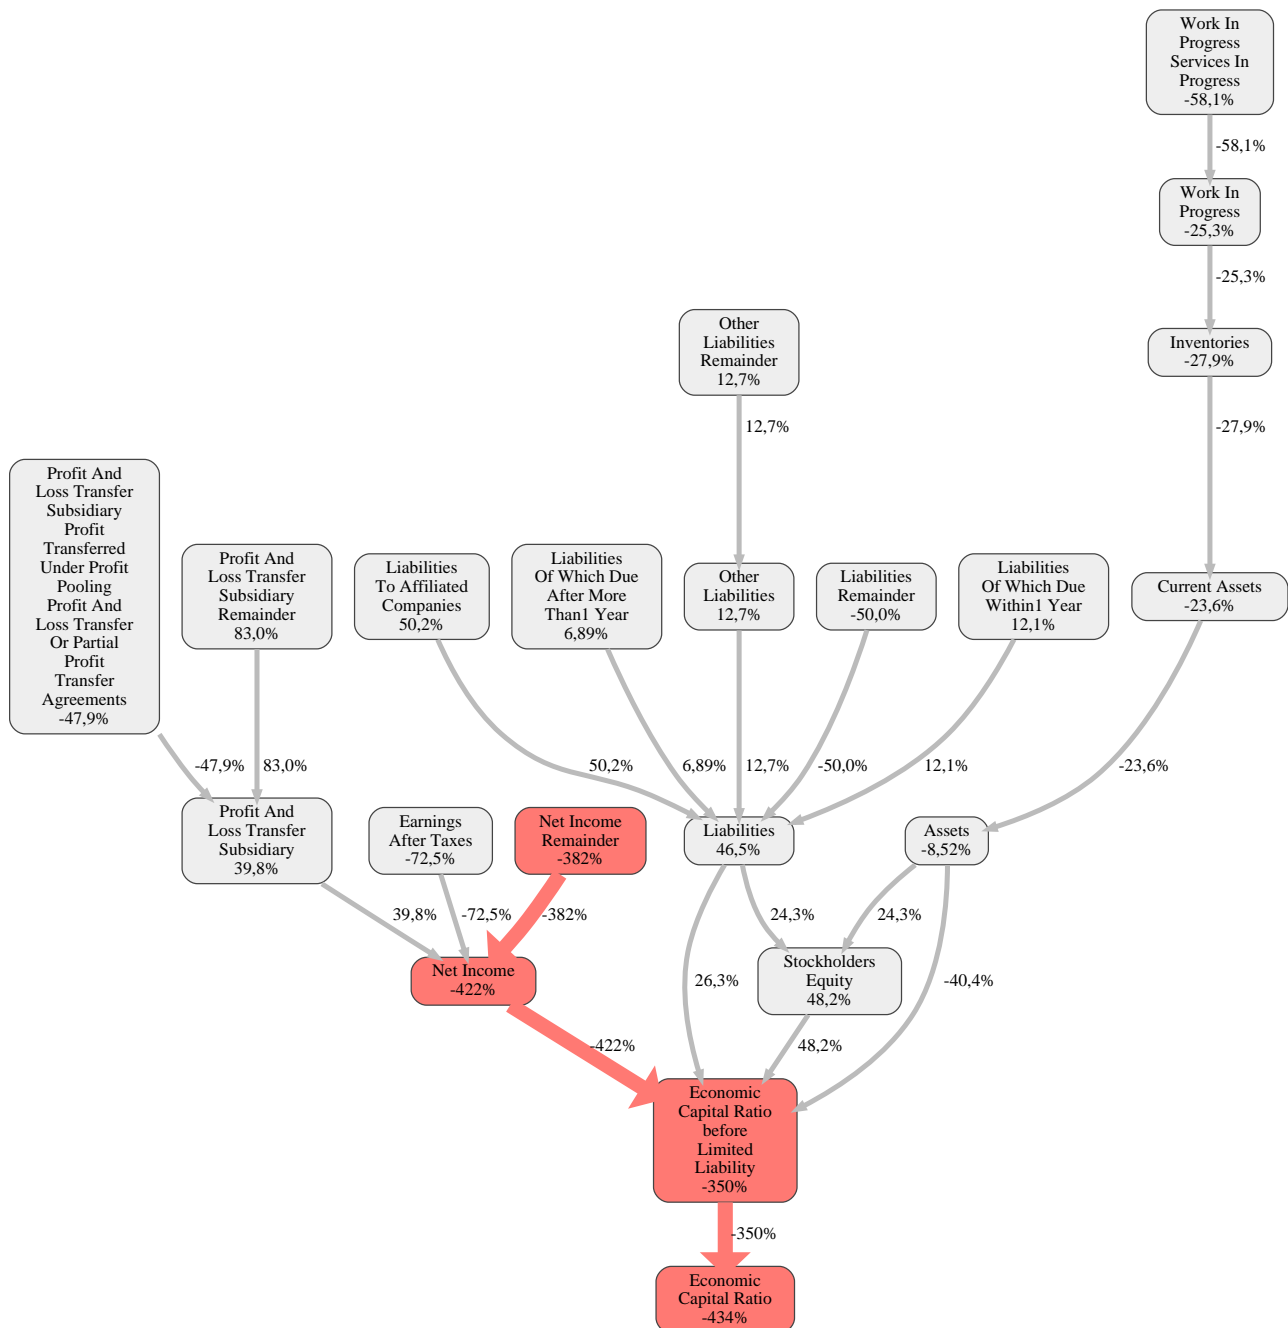 Work In
Progress
Services In
Progress
-58,1%
-58,1%
Work In
Progress
-25,3%
-25,3%
Other
Liabilities
Remainder
12,7%
Inventories
-27,9%
12,7%
-27,9%
Profit And
Loss Transfer
Subsidiary
Profit
Transferred
Under Profit
Pooling
Profit And
Loss Transfer
Or Partial
Profit
Transfer
Agreements
-47,9%
Profit And
Loss Transfer
Subsidiary
Remainder
83,0%
Liabilities
To Affiliated
Companies
50,2%
Liabilities
Of Which Due
After More
Than1 Year
6,89%
Other
Liabilities
12,7%
Liabilities
Remainder
-50,0%
Liabilities
Of Which Due
Within1 Year
12,1%
Current Assets
-23,6%
-47,9%
83,0%
50,2%
6,89%
12,7%
-50,0%
12,1%
-23,6%
Profit And
Loss Transfer
Subsidiary
39,8%
Earnings
After Taxes
-72,5%
Net Income
Remainder
-382%
Liabilities
46,5%
Assets
-8,52%
39,8%
-72,5%
-382%
24,3%
24,3%
Net Income
-422%
Stockholders
Equity
48,2%
26,3%
-40,4%
-422%
48,2%
Economic
Capital Ratio
before
Limited
Liability
-350%
-350%
Economic
Capital Ratio
-434%